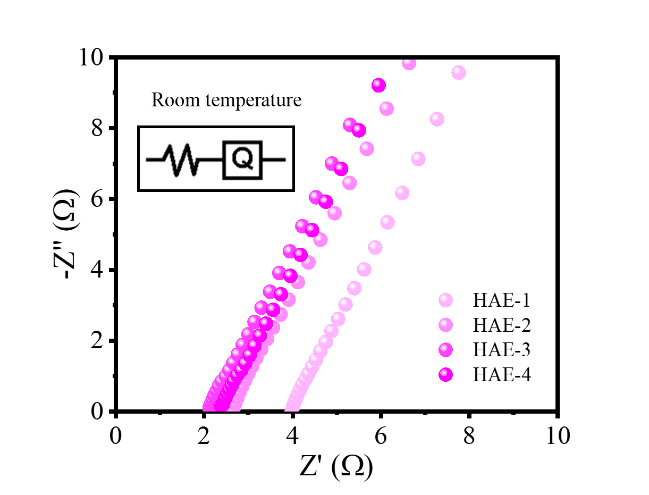 10
Room temperature
8
Q
6
-Z" (Ω)
4
HAE-1
HAE-2
2
HAE-3
HAE-4
0
0 2 4 6 8 10
Z' (Ω)